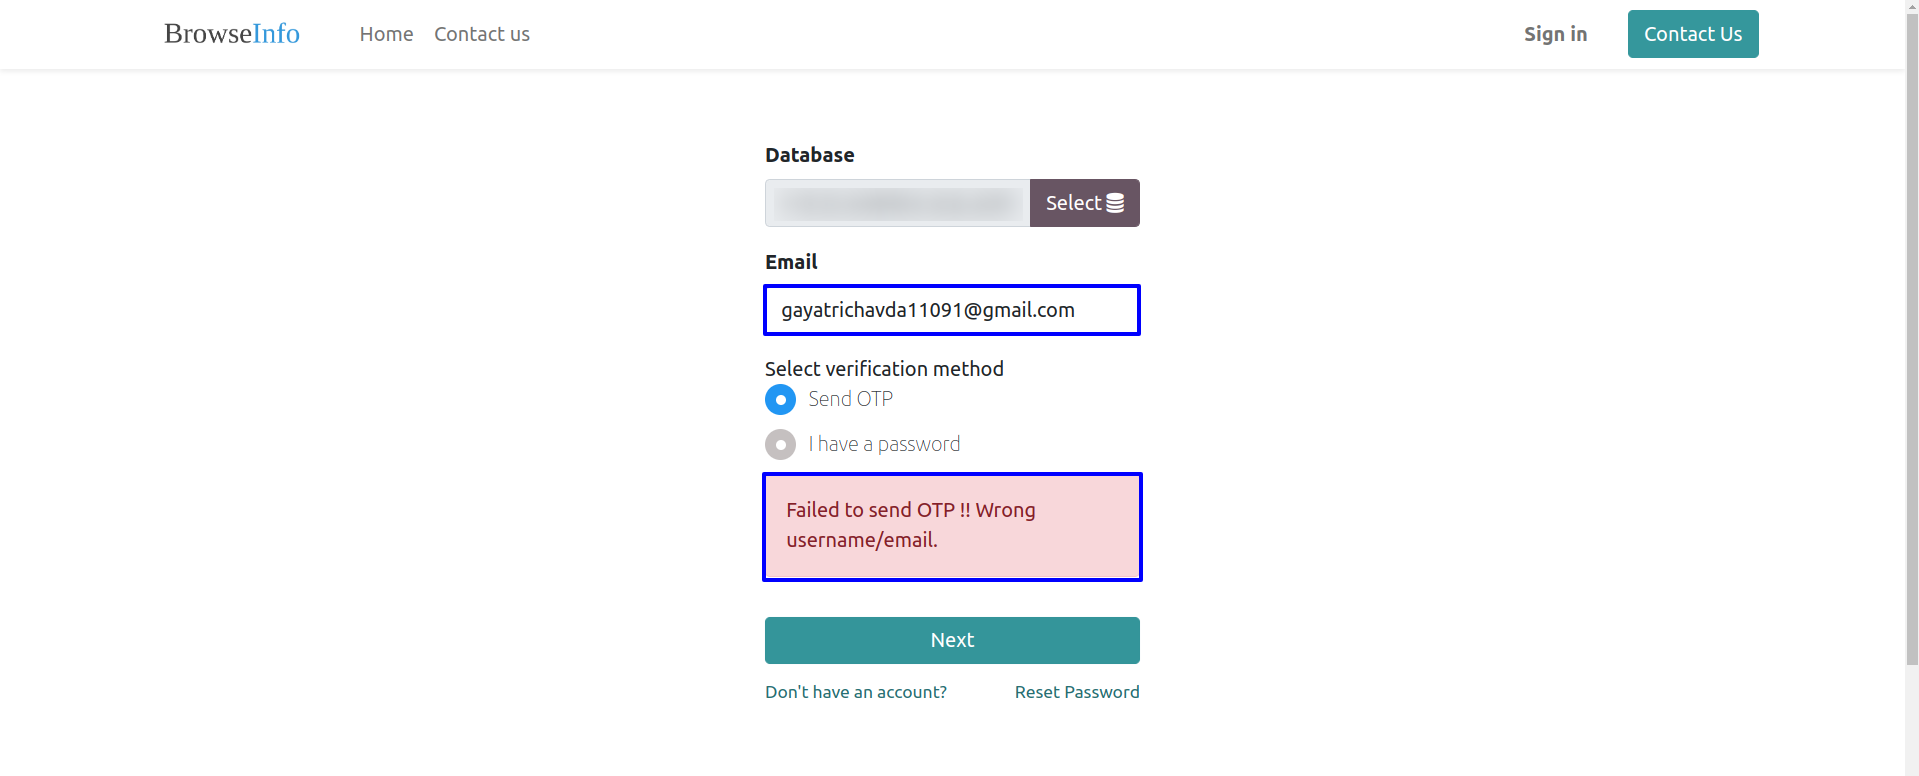 BrowseInfo Home Contact us Sign in Contact Us
Database
Select
Email
gayatrichavda11091@gmail.com
Select verification method
Send OTP
I have a password
Failed to send OTP !! Wrong
username/email.
Next
Don't have an account? Reset Password